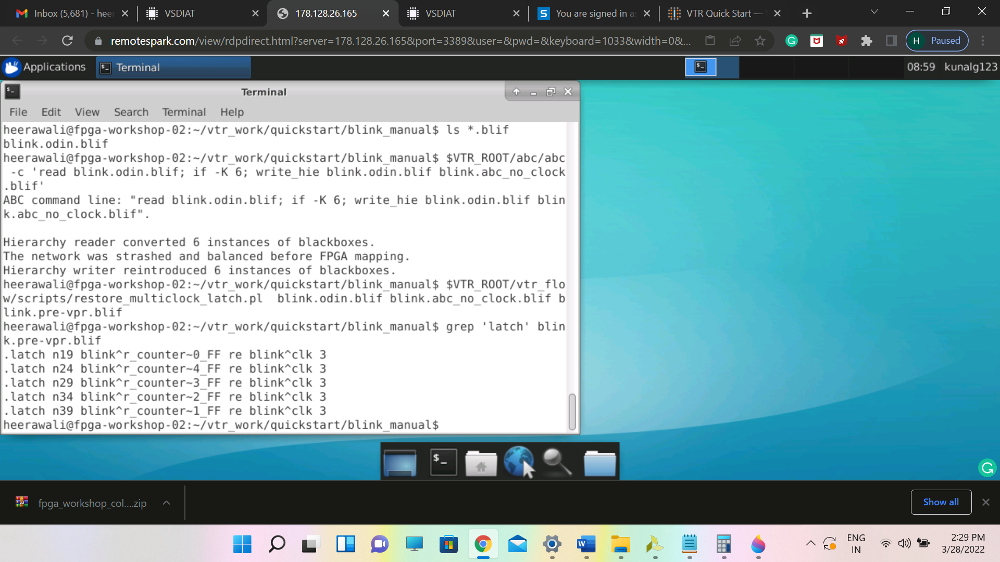 Inbox (5,681) - heer
VSDIAT
178.128.26.165
VSDIAT
S
You are signed in as
VTR Quick Start —
remotespark.com/view/rdpdirect.html?server=178.128.26.165&port=3389&user=&pwd=&keyboard=1033&width=0&...
H
Paused
Applications
Terminal
08:59
kunalg123
Terminal
File Edit View Search Terminal Help
heerawali@fpga-workshop-02:~/vtr_work/quickstart/blink_manual$ ls *.blif
blink.odin.blif
heerawali@fpga-workshop-02:~/vtr_work/quickstart/blink_manual$ $VTR_ROOT/abc/abc
 -c 'read blink.odin.blif; if -K 6; write_hie blink.odin.blif blink.abc_no_clock
.blif'
ABC command line: "read blink.odin.blif; if -K 6; write_hie blink.odin.blif blin
k.abc_no_clock.blif".
Hierarchy reader converted 6 instances of blackboxes.
The network was strashed and balanced before FPGA mapping.
Hierarchy writer reintroduced 6 instances of blackboxes.
heerawali@fpga-workshop-02:~/vtr_work/quickstart/blink_manual$ $VTR_ROOT/vtr_flo
w/scripts/restore_multiclock_latch.pl  blink.odin.blif blink.abc_no_clock.blif b
link.pre-vpr.blif
heerawali@fpga-workshop-02:~/vtr_work/quickstart/blink_manual$ grep 'latch' blin
k.pre-vpr.blif
.latch n19 blink^r_counter~0_FF re blink^clk 3
.latch n24 blink^r_counter~4_FF re blink^clk 3
.latch n29 blink^r_counter~3_FF re blink^clk 3
.latch n34 blink^r_counter~2_FF re blink^clk 3
.latch n39 blink^r_counter~1_FF re blink^clk 3
heerawali@fpga-workshop-02:~/vtr_work/quickstart/blink_manual$
fpga_workshop_col....zip
Show all
ENG
IN
2:29 PM
3/28/2022